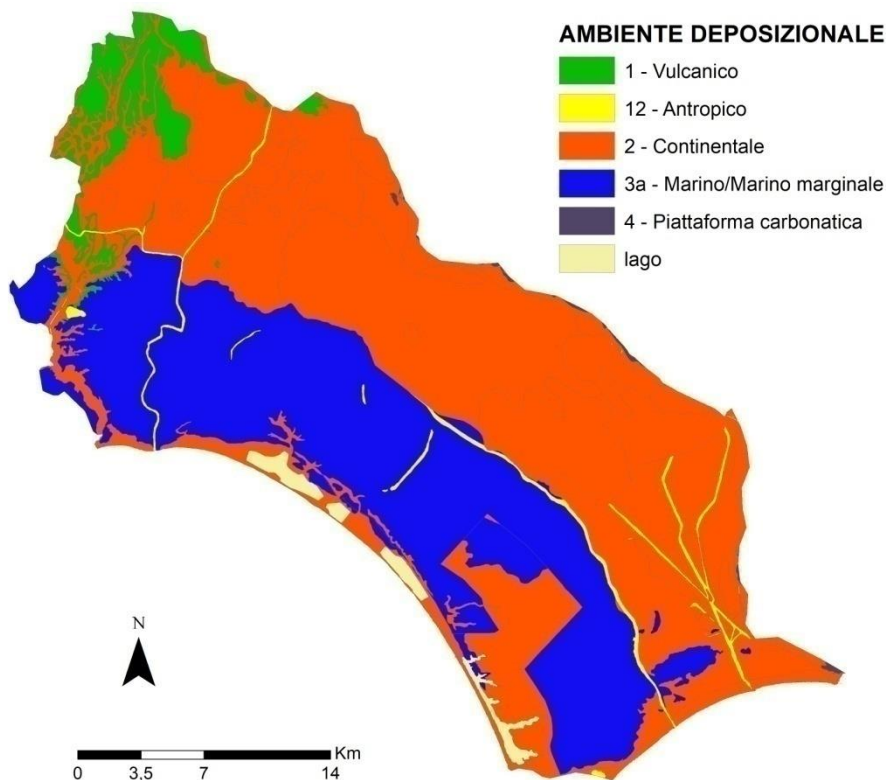 AMBIENTE DEPOSIZIONALE
1 - Vulcanico
12 - Antropico
2 - Continentale
3a - Marino/Marino marginale
4 - Piattaforma carbonatica
lago
N
Km
0 3,5 7 14